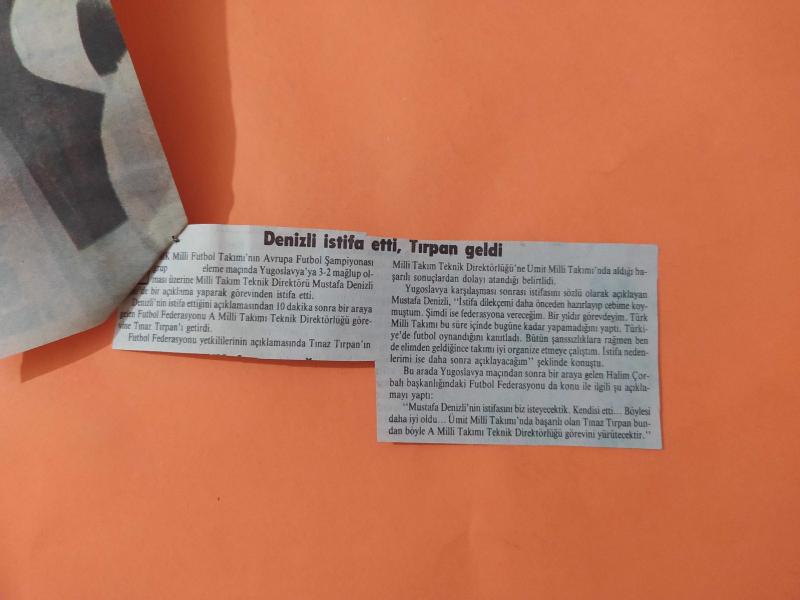 Denizli istifa etti, Tırpan geldi
k Milli Futbol Takımı'nın Avrupa Futbol Şampiyonası
grup eleme maçında Yugoslavya'ya 3-2 mağlup ol-
ması üzerine Milli Takım Teknik Direktörü Mustafa Denizli
de bir açıklama yaparak görevinden istifa etti.
Denizli'nin istifa ettiğini açıklamasından 10 dakika sonra bir araya
gelen Futbol Federasyonu A Milli Takımı Teknik Direktörlüğü göre-
vine Tınaz Tırpan'ı getirdi.
Futbol Federasyonu yetkililerinin açıklamasında Tınaz Tırpan'ın
Milli Takım Teknik Direktörlüğü'ne Ümit Milli Takımı'nda aldığı ba-
şarılı sonuçlardan dolayı atandığı belirtildi.
Yugoslavya karşılaşması sonrası istifasını sözlü olarak açıklayan
Mustafa Denizli, "İstifa dilekçemi daha önceden hazırlayıp cebime koy-
muştum. Şimdi ise federasyona vereceğim. Bir yıldır görevdeyim. Türk
Milli Takımı bu süre içinde bugüne kadar yapamadığını yaptı. Türki-
ye'de futbol oynandığını kanıtladı. Bütün şanssızlıklara rağmen ben
de elimden geldiğince takımı iyi organize etmeye çalıştım. İstifa neden-
lerimi ise daha sonra açıklayacağım" şeklinde konuştu.
Bu arada Yugoslavya maçından sonra bir araya gelen Halim Çor-
balı başkanlığındaki Futbol Federasyonu da konu ile ilgili şu açıkla-
mayı yaptı:
"Mustafa Denizli'nin istifasını biz isteyecektik. Kendisi etti... Böylesi
daha iyi oldu... Ümit Milli Takımı'nda başarılı olan Tınaz Tırpan bun-
dan böyle A Milli Takımı Teknik Direktörlüğü görevini yürütecektir."